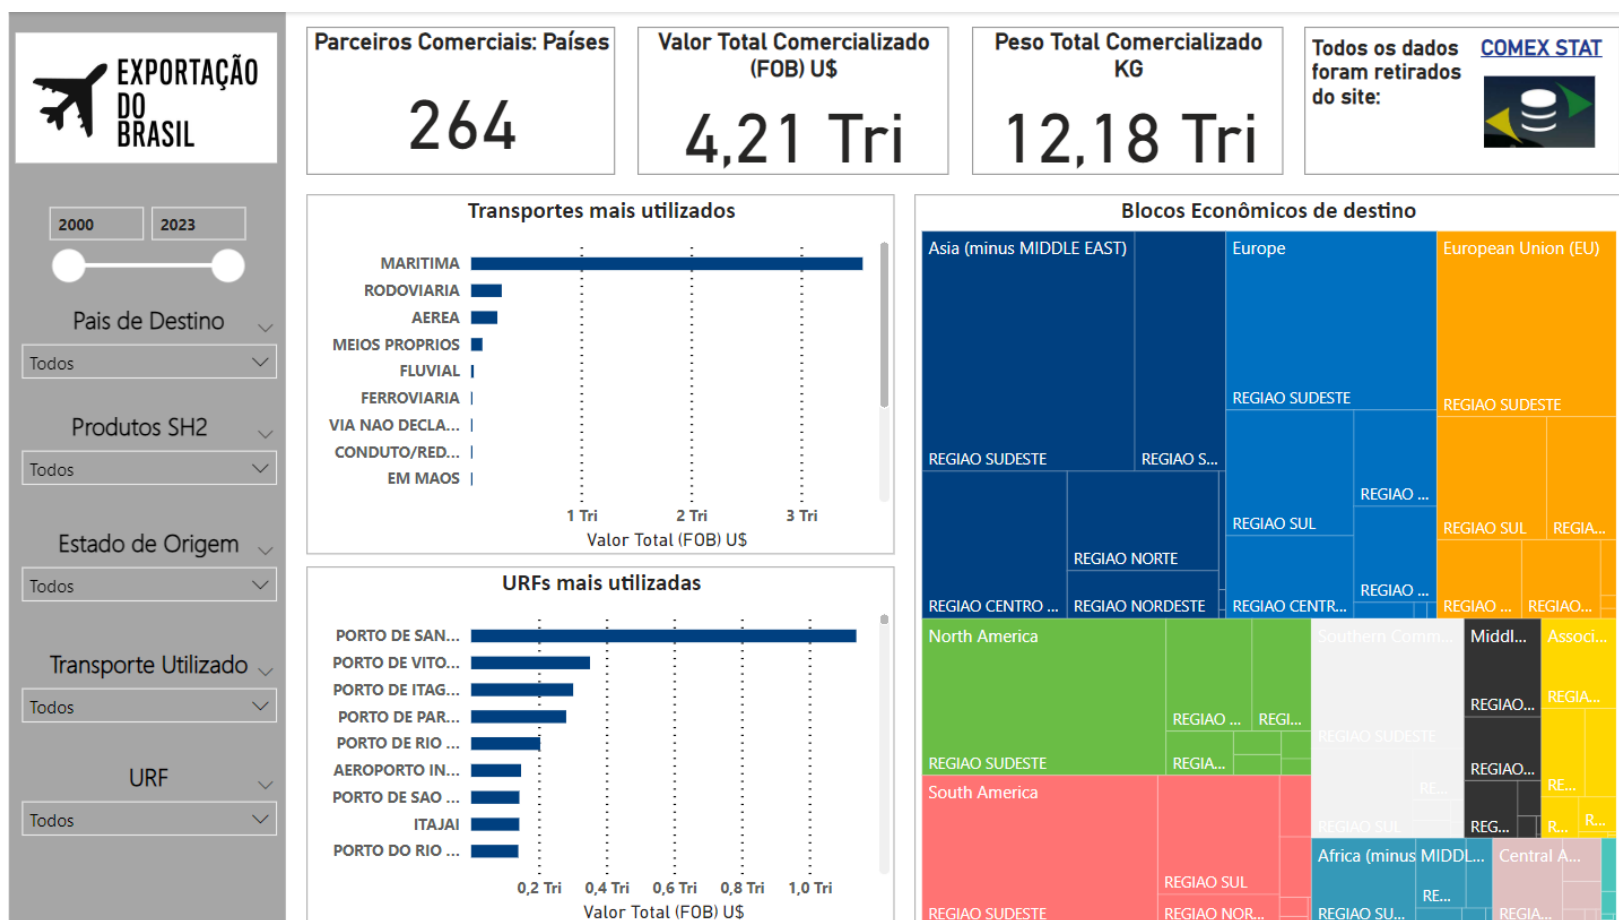 EXPORTAÇÃO
DO
BRASIL
2000
2023
Pais de Destino
Todos
Produtos SH2
Todos
Estado de Origem
Todos
Transporte Utilizado
Todos
URF
Todos
Parceiros Comerciais: Países
264
Valor Total Comercializado
(FOB) U$
4,21 Tri
Peso Total Comercializado
KG
12,18 Tri
Todos os dados
foram retirados
do site:
COMEX STAT
Transportes mais utilizados
MARITIMA
RODOVIARIA
AEREA
MEIOS PROPRIOS
FLUVIAL
FERROVIARIA
VIA NAO DECLA...
CONDUTO/RED...
EM MAOS
1 Tri 2 Tri 3 Tri
Valor Total (FOB) U$
URFs mais utilizadas
PORTO DE SAN...
PORTO DE VITO...
PORTO DE ITAG...
PORTO DE PAR...
PORTO DE RIO ...
AEROPORTO IN...
PORTO DE SAO ...
ITAJAI
PORTO DO RIO ...
0,2 Tri 0,4 Tri 0,6 Tri 0,8 Tri 1,0 Tri
Valor Total (FOB) U$
Blocos Econômicos de destino
Asia (minus MIDDLE EAST)
REGIAO SUDESTE
REGIAO S...
REGIAO CENTRO ...
REGIAO NORTE
REGIAO NORDESTE
Europe
REGIAO SUDESTE
REGIAO SUL
REGIAO ...
REGIAO ...
REGIAO CENTR...
European Union (EU)
REGIAO SUDESTE
REGIAO SUL
REGIA...
REGIAO ...
REGIAO...
North America
REGIAO SUDESTE
REGIAO ...
REGI...
REGIA...
South America
REGIAO SUDESTE
REGIAO SUL
REGIAO NOR...
Southern Comm...
REGIAO SUDESTE
RE...
REGIAO SUL
Middl...
REGIAO...
REGIAO...
REG...
Associ...
REGIA...
RE...
R...
R...
Africa (minus MIDDL...
REGIAO SU...
RE...
Central A...
REGIA...